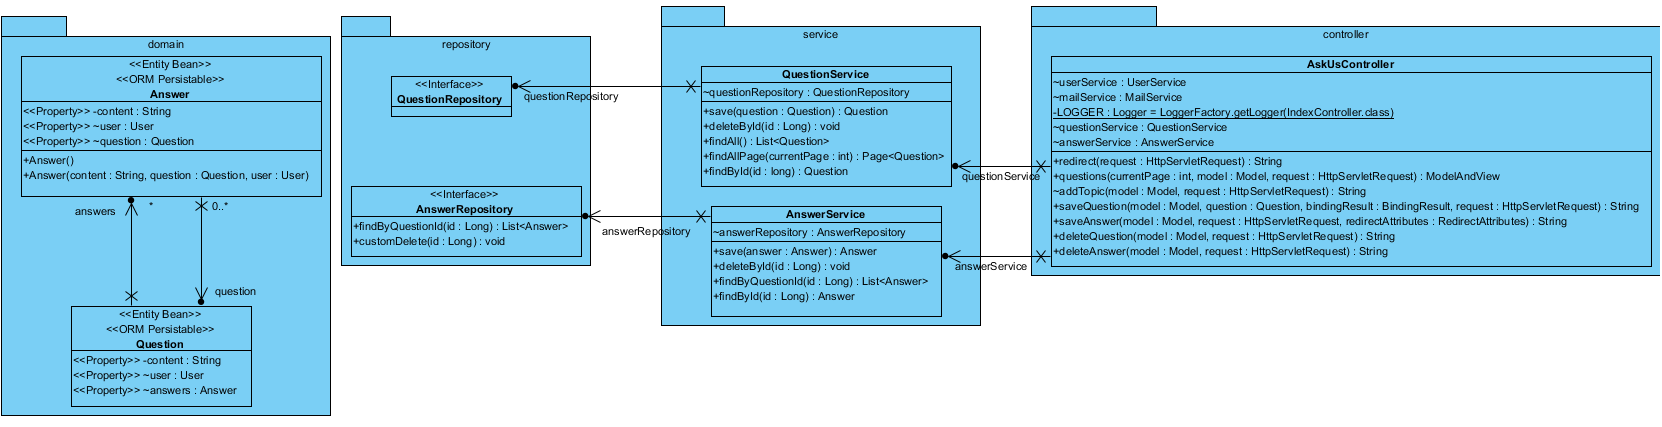 domain
<<Entity Bean>>
<<ORM Persistable>>
Answer
<<Property>> -content : String
<<Property>> ~user : User
<<Property>> ~question : Question
+Answer()
+Answer(content : String, question : Question, user : User)
answers
*
0..*
question
<<Entity Bean>>
<<ORM Persistable>>
Question
<<Property>> -content : String
<<Property>> ~user : User
<<Property>> ~answers : Answer
repository
<<Interface>>
QuestionRepository
questionRepository
<<Interface>>
AnswerRepository
+findByQuestionId(id : Long) : List<Answer>
+customDelete(id : Long) : void
answerRepository
service
QuestionService
~questionRepository : QuestionRepository
+save(question : Question) : Question
+deleteById(id : Long) : void
+findAll() : List<Question>
+findAllPage(currentPage : int) : Page<Question>
+findById(id : long) : Question
questionService
AnswerService
~answerRepository : AnswerRepository
+save(answer : Answer) : Answer
+deleteById(id : Long) : void
+findByQuestionId(id : Long) : List<Answer>
+findById(id : Long) : Answer
answerService
controller
AskUsController
~userService : UserService
~mailService : MailService
-LOGGER : Logger = LoggerFactory.getLogger(IndexController.class)
~questionService : QuestionService
~answerService : AnswerService
+redirect(request : HttpServletRequest) : String
+questions(currentPage : int, model : Model, request : HttpServletRequest) : ModelAndView
~addTopic(model : Model, request : HttpServletRequest) : String
+saveQuestion(model : Model, question : Question, bindingResult : BindingResult, request : HttpServletRequest) : String
+saveAnswer(model : Model, request : HttpServletRequest, redirectAttributes : RedirectAttributes) : String
+deleteQuestion(model : Model, request : HttpServletRequest) : String
+deleteAnswer(model : Model, request : HttpServletRequest) : String